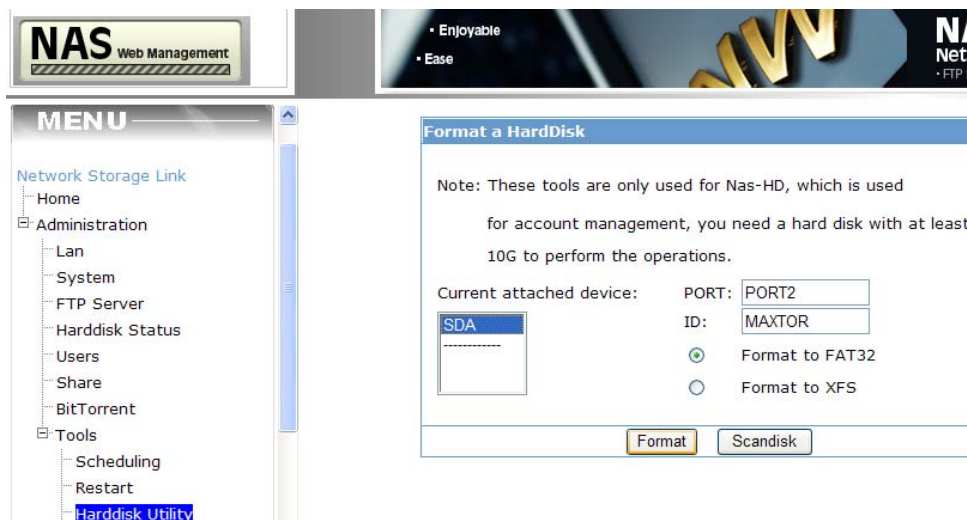 NAS Web Management
• Enjoyable
• Ease
Net
• FTP
MENU
Network Storage Link
Home
Administration
Lan
System
FTP Server
Harddisk Status
Users
Share
BitTorrent
Tools
Scheduling
Restart
Harddisk Utility
Format a HardDisk
Note: These tools are only used for Nas-HD, which is used
for account management, you need a hard disk with at least
10G to perform the operations.
Current attached device:
SDA
------------
PORT: PORT2
ID: MAXTOR
Format to FAT32
Format to XFS
Format Scandisk